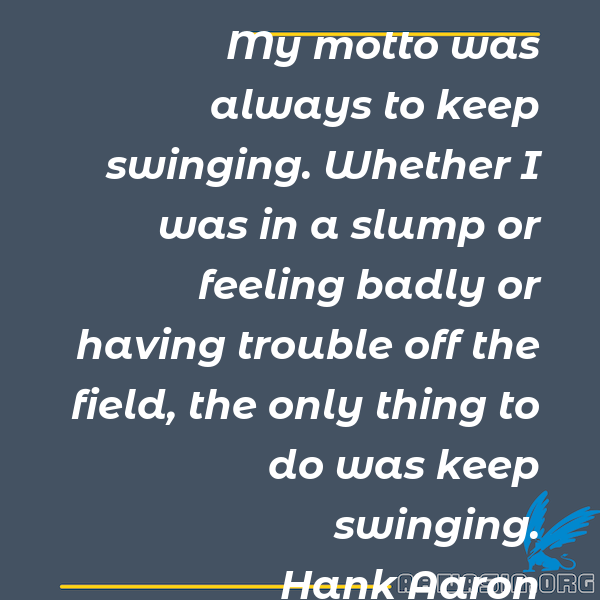 My motto was
always to keep
swinging. Whether I
was in a slump or
feeling badly or
having trouble off the
field, the only thing to
do was keep
swinging.
Hank Aaron